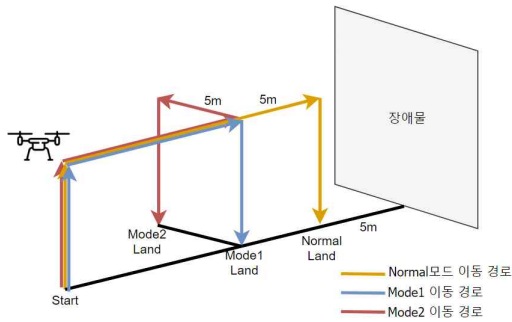 5m
5m
장애물
Mode2
Land
Mode1
Land
Normal
Land
5m
Start
Normal모드 이동 경로
Mode1 이동 경로
Mode2 이동 경로